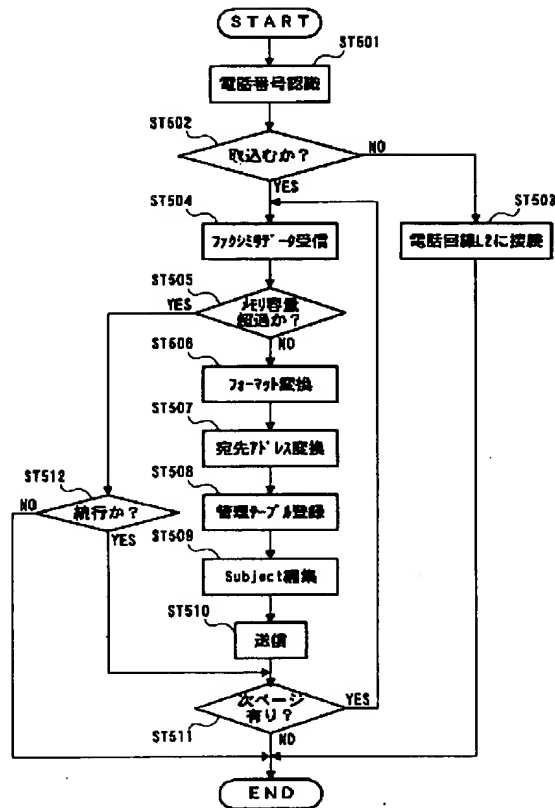 START
ST501
電話番号認識
ST502
取込むか？
NO
YES
ST503
電話回線L2に接続
ST504
ファクシミリデータ受信
ST505
メモリ容量
超過か？
YES
NO
ST506
フォーマット変換
ST507
宛先アドレス変換
ST508
管理テーブル登録
ST509
Subject編集
ST510
送信
ST512
続行か？
NO
YES
次ページ
有り？
YES
ST511
NO
END